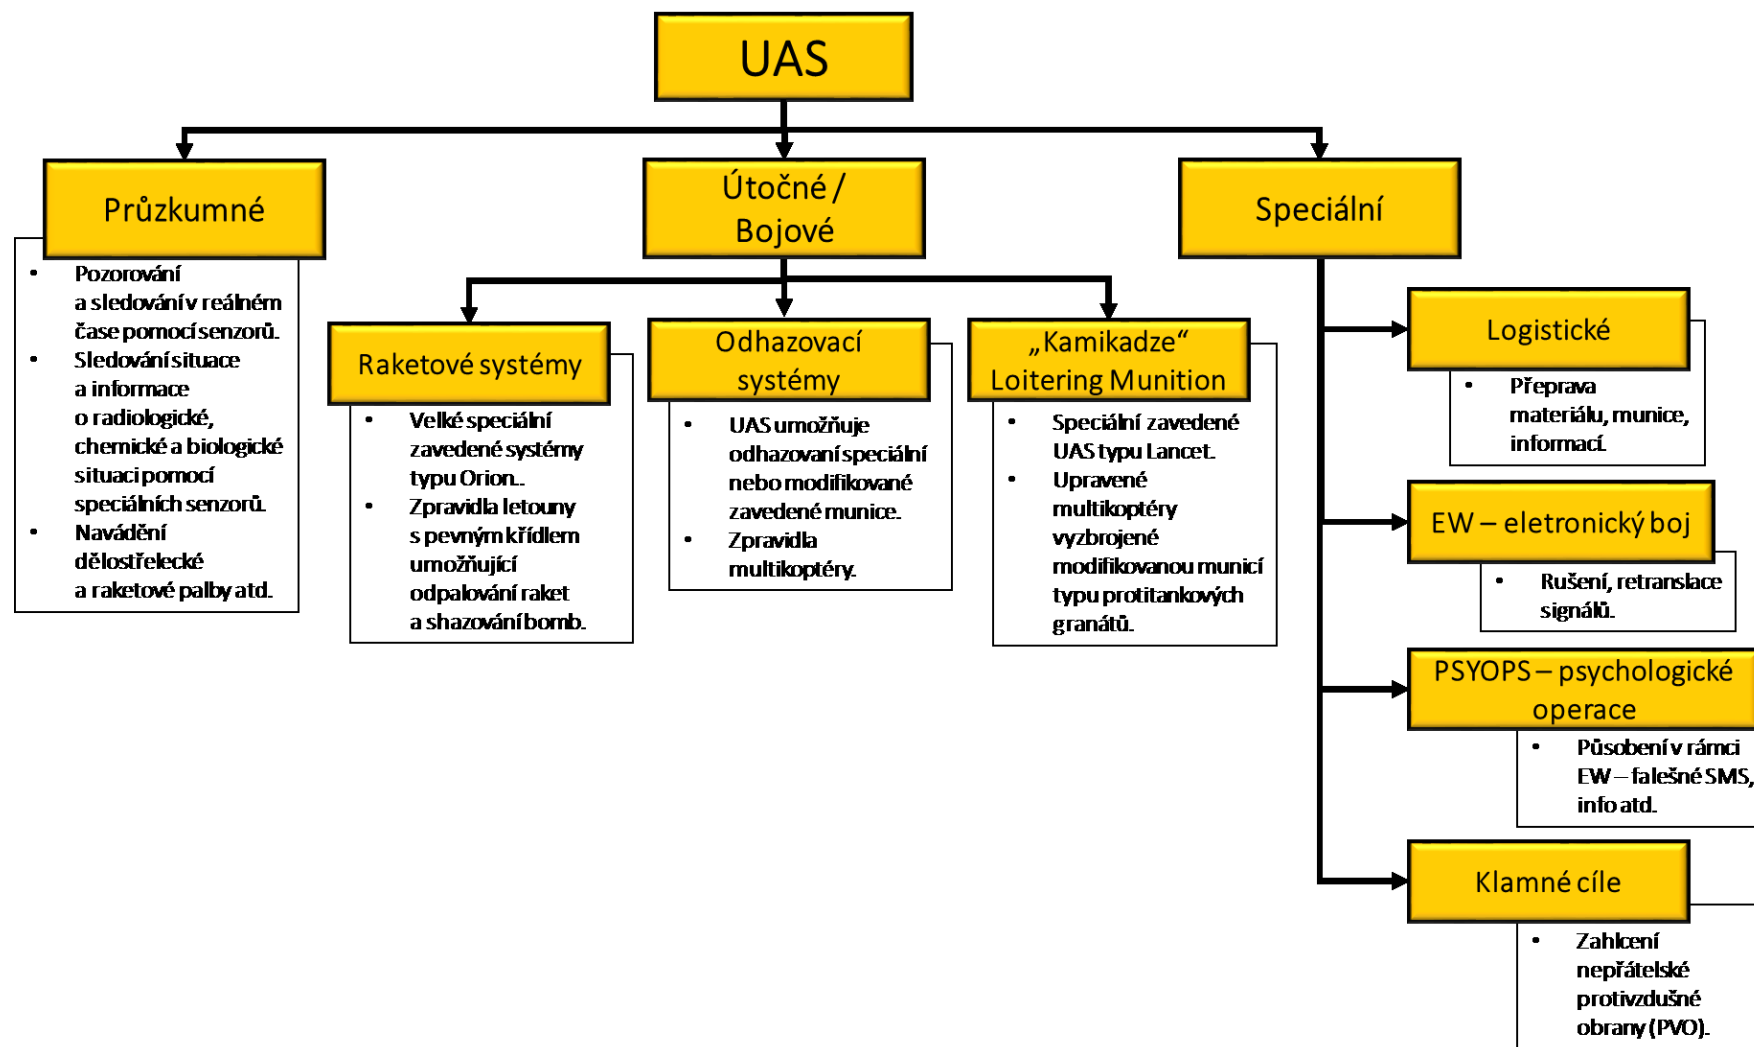 UAS
Průzkumné
• Pozorování
a sledování v reálném
čase pomocí senzorů.
• Sledování situace
a informace
o radiologické,
chemické a biologické
situaci pomocí
speciálních senzorů.
• Navádění
dělostřelecké
a raketové palby atd.
Útočné /
Bojové
Raketové systémy
• Velké speciální
zavedené systémy
typu Orion..
• Zpravidla letouny
s pevným křídlem
umožňující
odpalování raket
a shazování bomb.
Odhazovací
systémy
• UAS umožňuje
odhazovaní speciální
nebo modifikované
zavedené munice.
• Zpravidla
multikoptéry.
„Kamikadze“
Loitering Munition
• Speciální zavedené
UAS typu Lancet.
• Upravené
multikoptéry
vyzbrojené
modifikovanou municí
typu protitankových
granátů.
Speciální
Logistické
• Přeprava
materiálu, munice,
informací.
EW – eletronický boj
• Rušení, retranslace
signálů.
PSYOPS – psychologické
operace
• Působení v rámci
EW – falešné SMS,
info atd.
Klamné cíle
• Zahlcení
nepřátelské
protivzdušné
obrany (PVO).